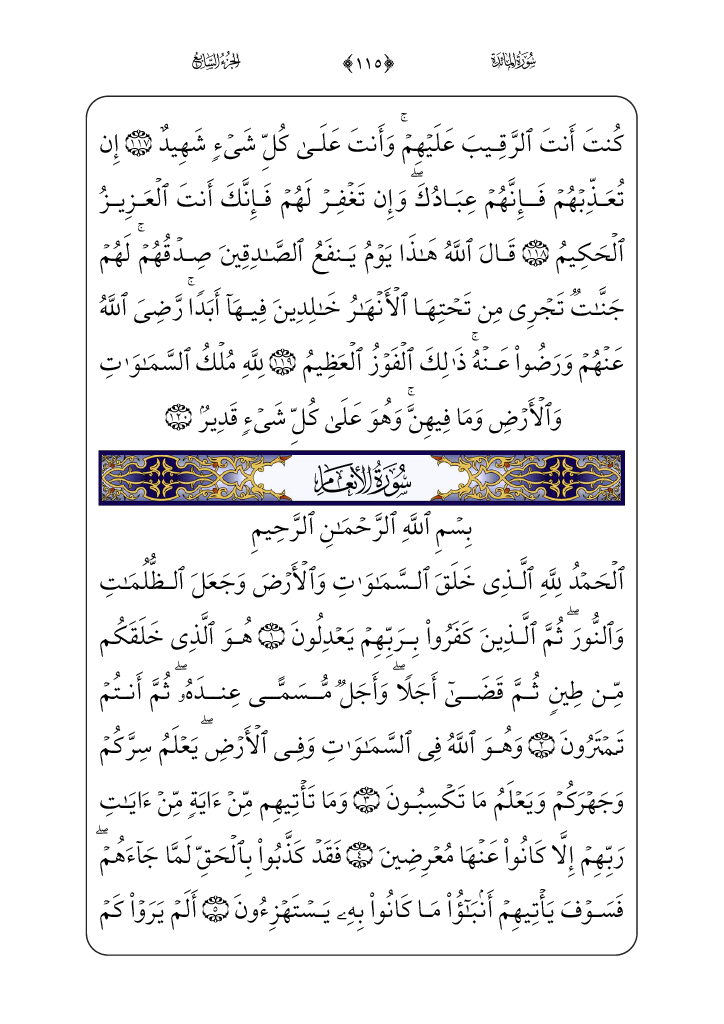 سُورَةُ المَائدَة ﴿١١٥﴾ الجُزءُ السَّابِع
كُنتَ أَنتَ ٱلرَّقِيبَ عَلَيۡهِمۡۚ وَأَنتَ عَلَىٰ كُلِّ شَيۡءٖ شَهِيدٌ ١١٧ إِن
تُعَذِّبۡهُمۡ فَإِنَّهُمۡ عِبَادُكَۖ وَإِن تَغۡفِرۡ لَهُمۡ فَإِنَّكَ أَنتَ ٱلۡعَزِيزُ
ٱلۡحَكِيمُ ١١٨ قَالَ ٱللَّهُ هَٰذَا يَوۡمُ يَنفَعُ ٱلصَّٰدِقِينَ صِدۡقُهُمۡۚ لَهُمۡ
جَنَّٰتٞ تَجۡرِي مِن تَحۡتِهَا ٱلۡأَنۡهَٰرُ خَٰلِدِينَ فِيهَآ أَبَدٗاۚ رَّضِيَ ٱللَّهُ
عَنۡهُمۡ وَرَضُواْ عَنۡهُۚ ذَٰلِكَ ٱلۡفَوۡزُ ٱلۡعَظِيمُ ١١٩ لِلَّهِ مُلۡكُ ٱلسَّمَٰوَٰتِ
وَٱلۡأَرۡضِ وَمَا فِيهِنَّۚ وَهُوَ عَلَىٰ كُلِّ شَيۡءٖ قَدِيرُۢ ١٢٠
سُورَةُ الأَنعَام
بِسۡمِ ٱللَّهِ ٱلرَّحۡمَٰنِ ٱلرَّحِيمِ
ٱلۡحَمۡدُ لِلَّهِ ٱلَّذِي خَلَقَ ٱلسَّمَٰوَٰتِ وَٱلۡأَرۡضَ وَجَعَلَ ٱلظُّلُمَٰتِ
وَٱلنُّورَۖ ثُمَّ ٱلَّذِينَ كَفَرُواْ بِرَبِّهِمۡ يَعۡدِلُونَ ١ هُوَ ٱلَّذِي خَلَقَكُم
مِّن طِينٖ ثُمَّ قَضَىٰٓ أَجَلٗاۖ وَأَجَلٞ مُّسَمًّى عِندَهُۥۖ ثُمَّ أَنتُمۡ
تَمۡتَرُونَ ٢ وَهُوَ ٱللَّهُ فِي ٱلسَّمَٰوَٰتِ وَفِي ٱلۡأَرۡضِۖ يَعۡلَمُ سِرَّكُمۡ
وَجَهۡرَكُمۡ وَيَعۡلَمُ مَا تَكۡسِبُونَ ٣ وَمَا تَأۡتِيهِم مِّنۡ ءَايَةٖ مِّنۡ ءَايَٰتِ
رَبِّهِمۡ إِلَّا كَانُواْ عَنۡهَا مُعۡرِضِينَ ٤ فَقَدۡ كَذَّبُواْ بِٱلۡحَقِّ لَمَّا جَآءَهُمۡۖ
فَسَوۡفَ يَأۡتِيهِمۡ أَنۢبَٰٓؤُاْ مَا كَانُواْ بِهِۦ يَسۡتَهۡزِءُونَ ٥ أَلَمۡ يَرَوۡاْ كَمۡ